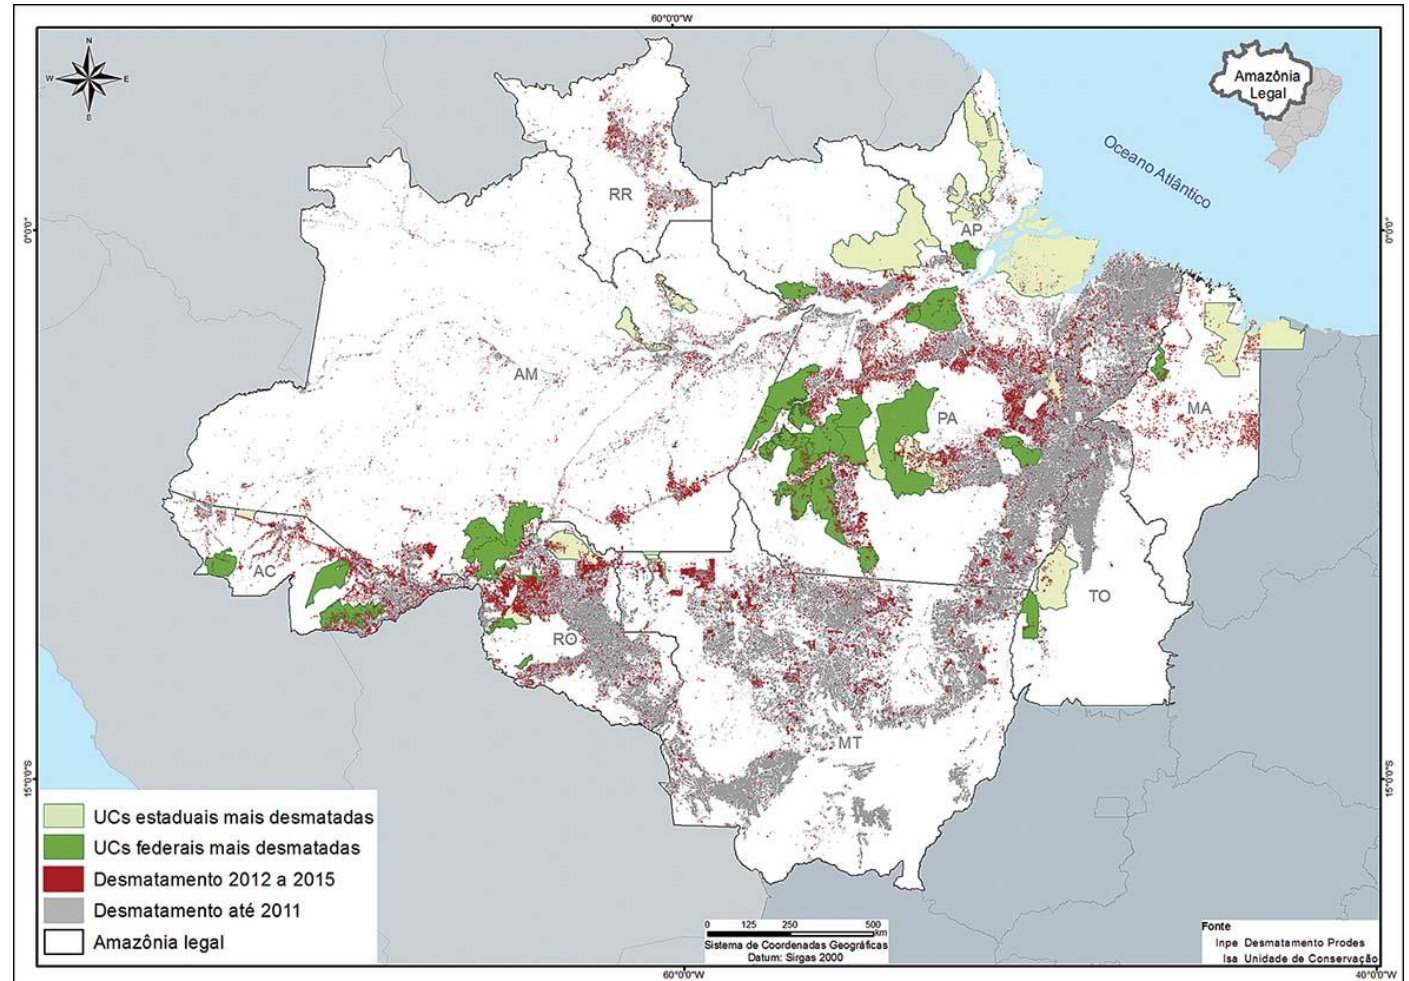 60°0'0"W
N
W
E
S
Amazônia
Legal
Oceano Atlântico
0°0'0"
0°0'0"
RR
AP
AM
PA
MA
AC
RO
TO
MT
15°0'0"S
15°0'0"S
UCs estaduais mais desmatadas
UCs federais mais desmatadas
Desmatamento 2012 a 2015
Desmatamento até 2011
Amazônia legal
0 125 250 500
km
Sistema de Coordenadas Geográficas
Datum: Sirgas 2000
Fonte
Inpe Desmatamento Prodes
Isa Unidade de Conservação
60°0'0"W
40°0'0"W